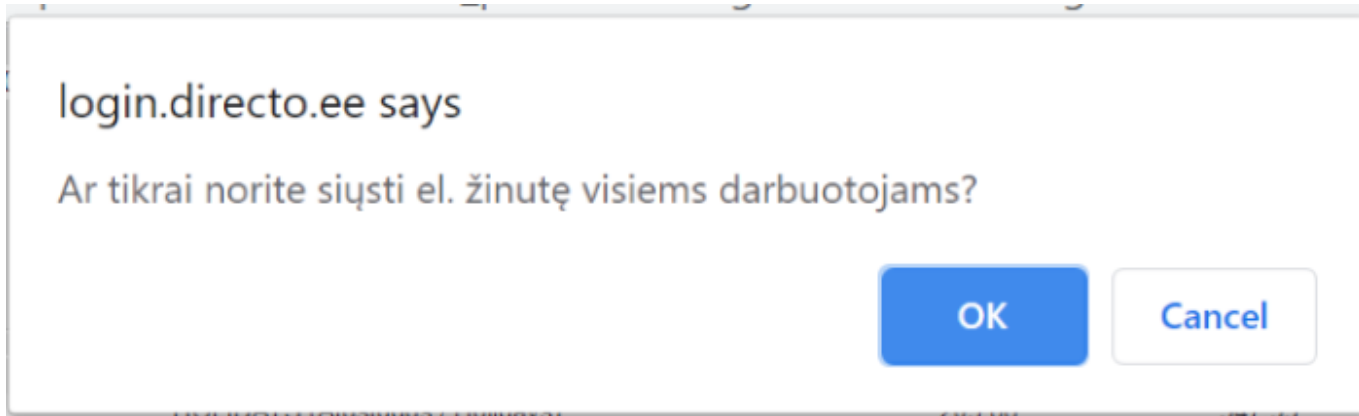 login.directo.ee says
Ar tikrai norite siųsti el. žinutę visiems darbuotojams?
OK
Cancel